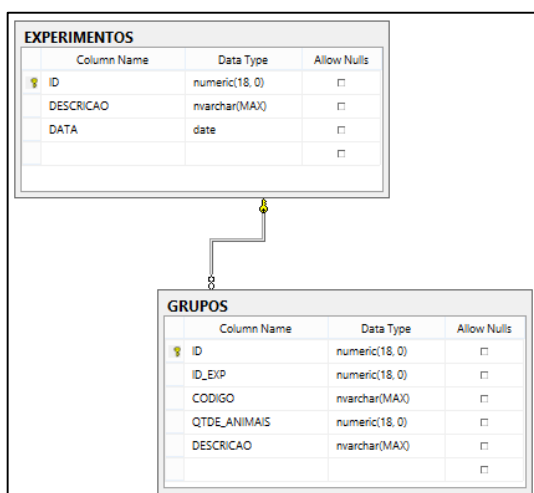 EXPERIMENTOS
Column Name Data Type Allow Nulls
ID numeric(18, 0)
DESCRICAO nvarchar(MAX)
DATA date
GRUPOS
Column Name Data Type Allow Nulls
ID numeric(18, 0)
ID_EXP numeric(18, 0)
CODIGO nvarchar(MAX)
QTDE_ANIMAIS numeric(18, 0)
DESCRICAO nvarchar(MAX)